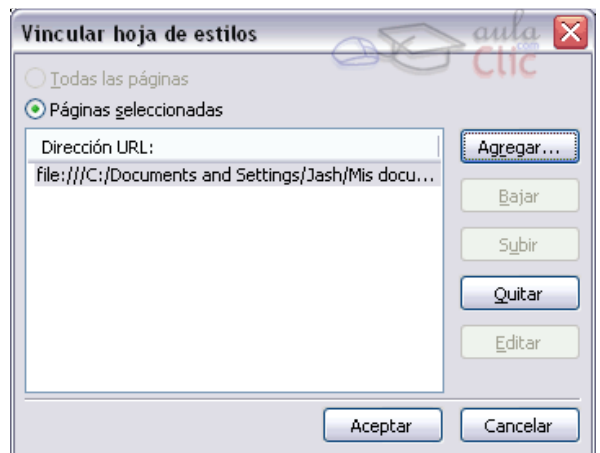 Vincular hoja de estilos
aula
Clic
.com
Todas las páginas
Páginas seleccionadas
Dirección URL:
file:///C:/Documents and Settings/Jash/Mis docu...
Agregar...
Bajar
Subir
Quitar
Editar
Aceptar
Cancelar